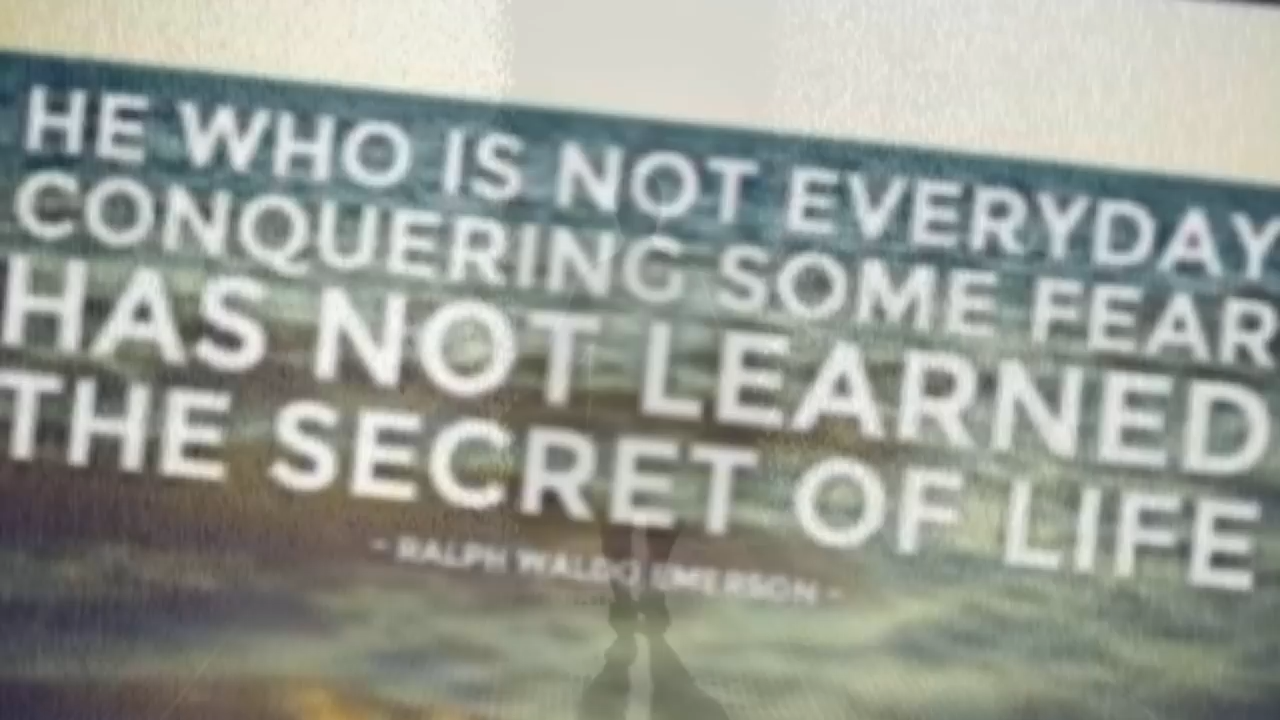 HE WHO IS NOT EVERYDAY
CONQUERING SOME FEAR
HAS NOT LEARNED
THE SECRET OF LIFE
- RALPH WALDO EMERSON -